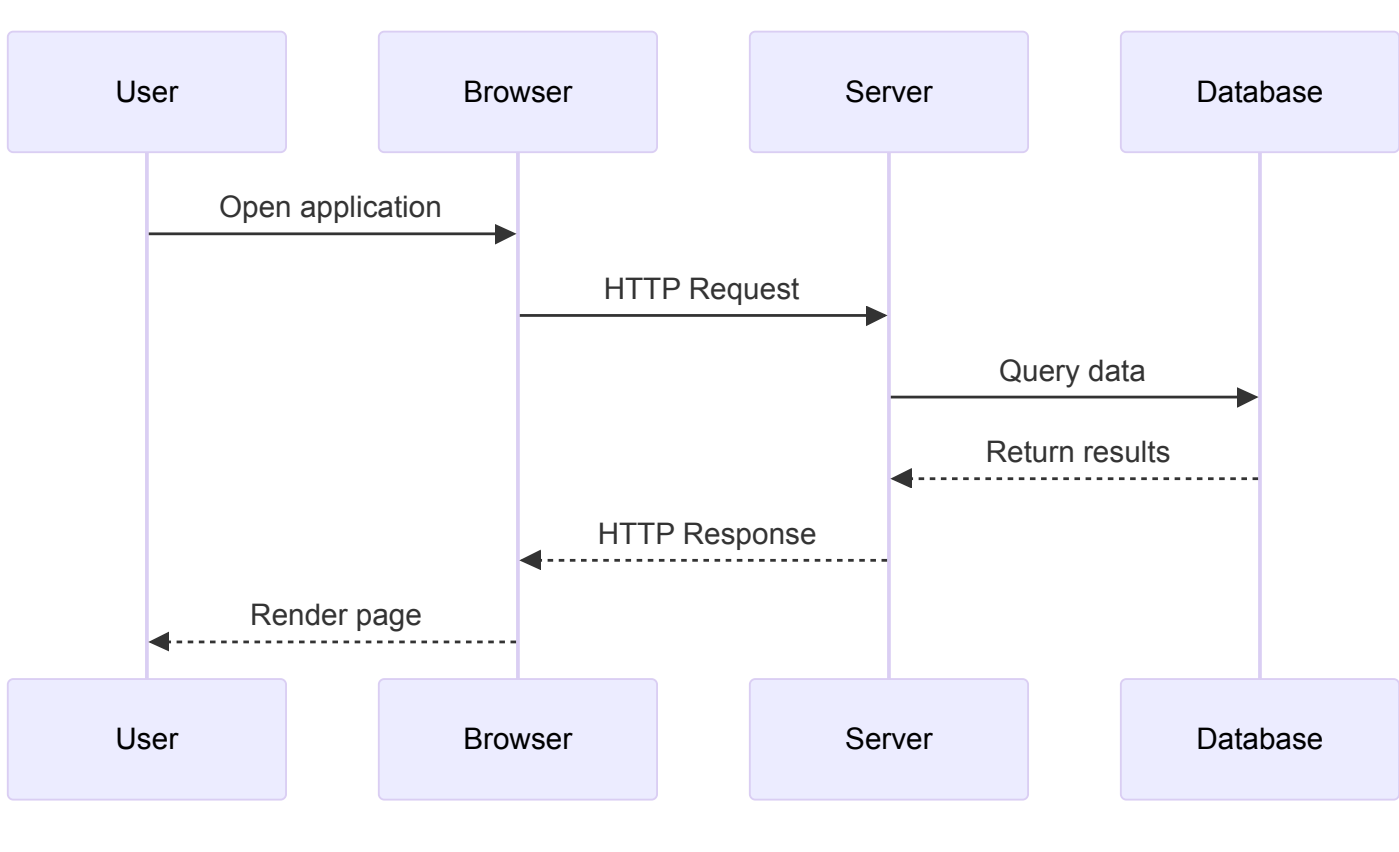 User
Browser
Server
Database
Open application
HTTP Request
Query data
Return results
HTTP Response
Render page
User
Browser
Server
Database